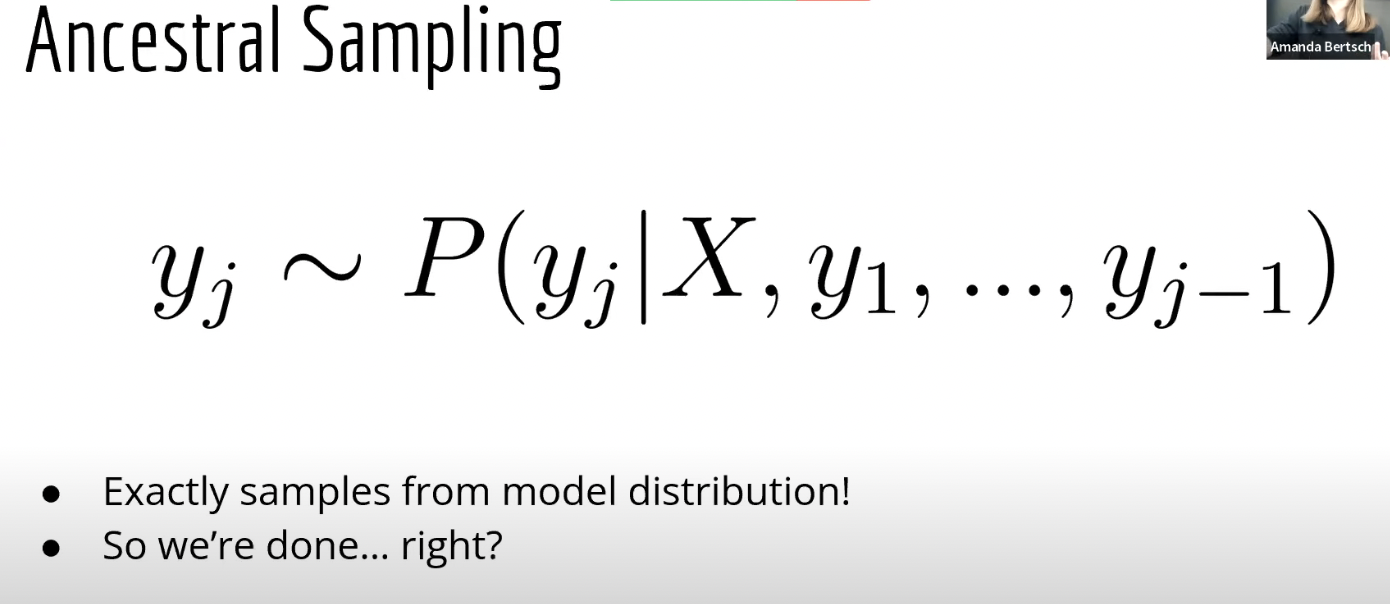 Ancestral Sampling
Amanda Bertsch
y_j ~ P(y_j|X, y_1, ..., y_{j-1})
● Exactly samples from model distribution!
● So we're done... right?